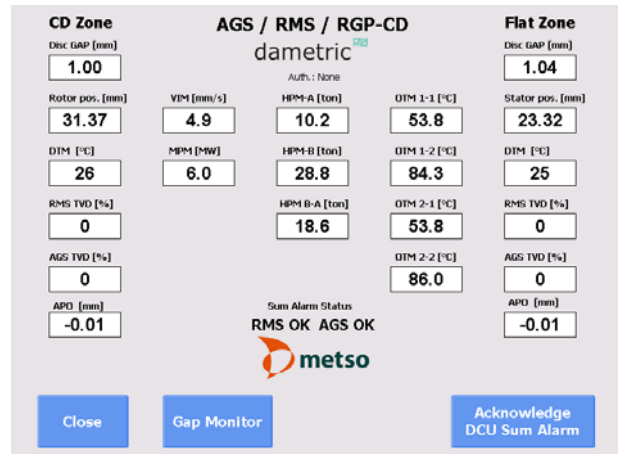 CD Zone AGS / RMS / RGP-CD Flat Zone
Disc GAP [mm] dametric Disc GAP [mm]
1.00 Auth.: None 1.04
Rotor pos. [mm] VIM [mm/s] HPM-A [ton] OTM 1-1 [°C] Stator pos. [mm]
31.37 4.9 10.2 53.8 23.32
DTM [°C] MPM [MW] HPM-B [ton] OTM 1-2 [°C] DTM [°C]
26 6.0 28.8 84.3 25
RMS TVD [%] HPM B-A [ton] OTM 2-1 [°C] RMS TVD [%]
0 18.6 53.8 0
AGS TVD [%] OTM 2-2 [°C] AGS TVD [%]
0 86.0 0
APO [mm] Sum Alarm Status APO [mm]
-0.01 RMS OK AGS OK -0.01
metso
Close Gap Monitor Acknowledge
DCU Sum Alarm